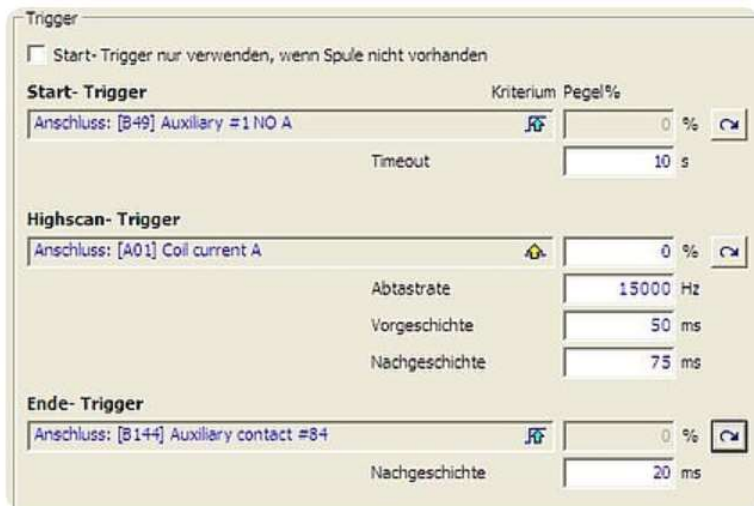 Trigger
Start- Trigger nur verwenden, wenn Spule nicht vorhanden
Start- Trigger Kriterium Pegel%
Anschluss: [B49] Auxiliary #1 NO A 0 %
Timeout 10 s
Highscan- Trigger
Anschluss: [A01] Coil current A 0 %
Abtastrate 15000 Hz
Vorgeschichte 50 ms
Nachgeschichte 75 ms
Ende- Trigger
Anschluss: [B144] Auxiliary contact #84 0 %
Nachgeschichte 20 ms